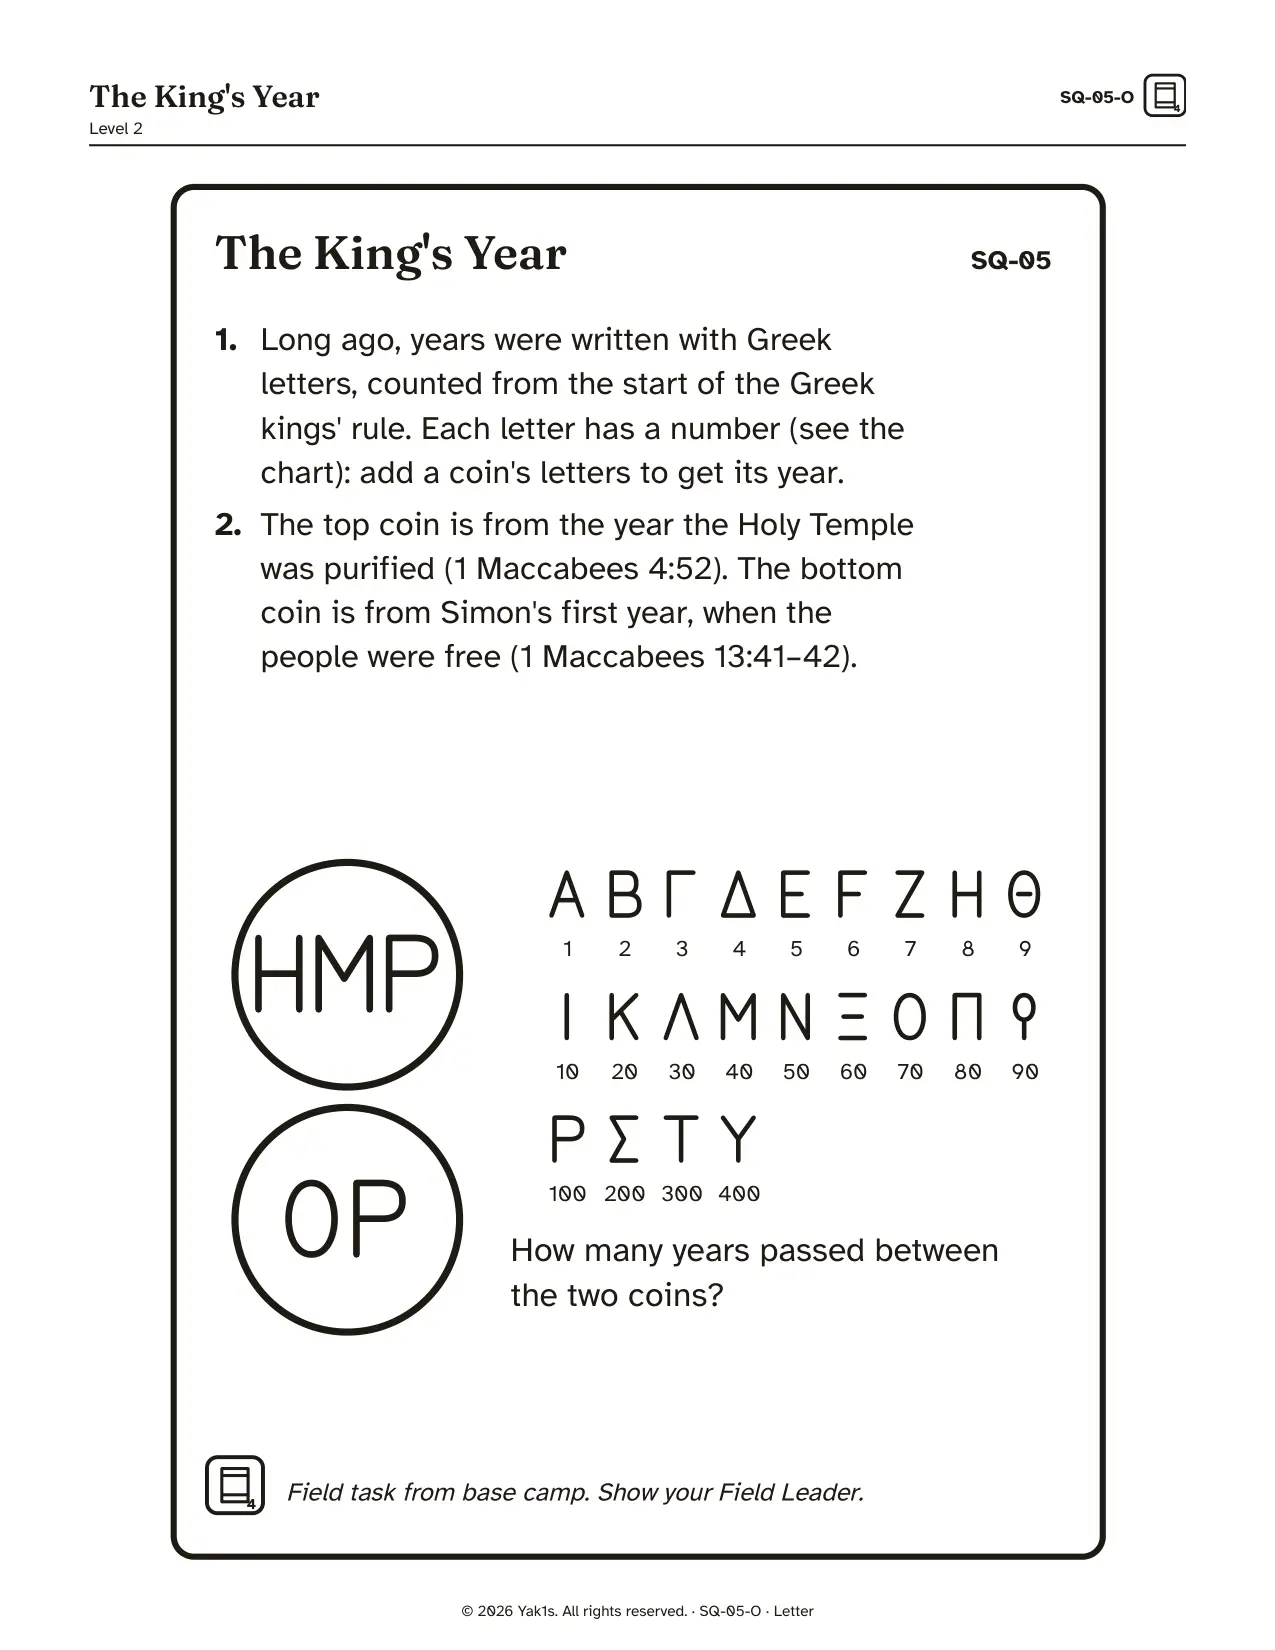 The King's Year
Level 2
SQ-05-O
4
The King's Year
SQ-05
1. Long ago, years were written with Greek
letters, counted from the start of the Greek
kings' rule. Each letter has a number (see the
chart): add a coin's letters to get its year.
2. The top coin is from the year the Holy Temple
was purified (1 Maccabees 4:52). The bottom
coin is from Simon's first year, when the
people were free (1 Maccabees 13:41–42).
ΗΜΡ
ΟΡ
Α Β Γ Δ Ε F Ζ Η Θ
1 2 3 4 5 6 7 8 9
Ι Κ Λ Μ Ν Ξ Ο Π Ϙ
10 20 30 40 50 60 70 80 90
Ρ Σ Τ Υ
100 200 300 400
How many years passed between
the two coins?
4
Field task from base camp. Show your Field Leader.
© 2026 Yak1s. All rights reserved. · SQ-05-O · Letter